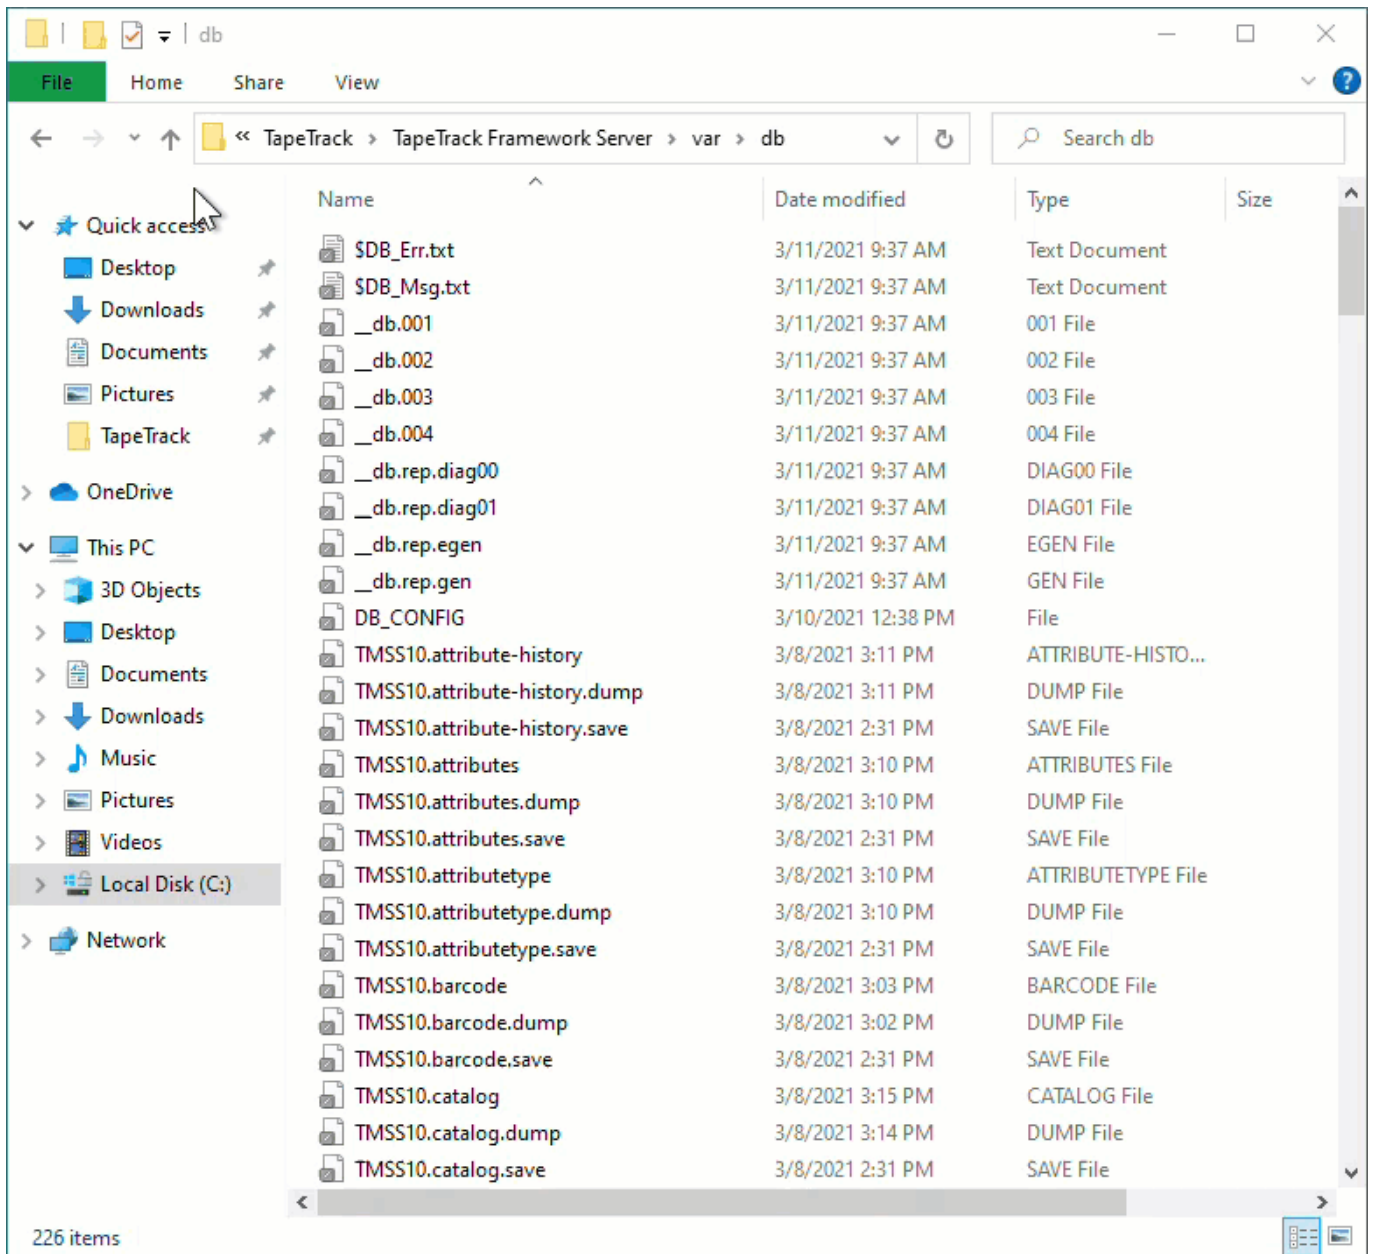 db
File Home Share View
« TapeTrack > TapeTrack Framework Server > var > db Search db
Name Date modified Type Size
Quick access
Desktop
Downloads
Documents
Pictures
TapeTrack
OneDrive
This PC
3D Objects
Desktop
Documents
Downloads
Music
Pictures
Videos
Local Disk (C:)
Network
$DB_Err.txt 3/11/2021 9:37 AM Text Document
$DB_Msg.txt 3/11/2021 9:37 AM Text Document
__db.001 3/11/2021 9:37 AM 001 File
__db.002 3/11/2021 9:37 AM 002 File
__db.003 3/11/2021 9:37 AM 003 File
__db.004 3/11/2021 9:37 AM 004 File
__db.rep.diag00 3/11/2021 9:37 AM DIAG00 File
__db.rep.diag01 3/11/2021 9:37 AM DIAG01 File
__db.rep.egen 3/11/2021 9:37 AM EGEN File
__db.rep.gen 3/11/2021 9:37 AM GEN File
DB_CONFIG 3/10/2021 12:38 PM File
TMSS10.attribute-history 3/8/2021 3:11 PM ATTRIBUTE-HISTO...
TMSS10.attribute-history.dump 3/8/2021 3:11 PM DUMP File
TMSS10.attribute-history.save 3/8/2021 2:31 PM SAVE File
TMSS10.attributes 3/8/2021 3:10 PM ATTRIBUTES File
TMSS10.attributes.dump 3/8/2021 3:10 PM DUMP File
TMSS10.attributes.save 3/8/2021 2:31 PM SAVE File
TMSS10.attributetype 3/8/2021 3:10 PM ATTRIBUTETYPE File
TMSS10.attributetype.dump 3/8/2021 3:10 PM DUMP File
TMSS10.attributetype.save 3/8/2021 2:31 PM SAVE File
TMSS10.barcode 3/8/2021 3:03 PM BARCODE File
TMSS10.barcode.dump 3/8/2021 3:02 PM DUMP File
TMSS10.barcode.save 3/8/2021 2:31 PM SAVE File
TMSS10.catalog 3/8/2021 3:15 PM CATALOG File
TMSS10.catalog.dump 3/8/2021 3:14 PM DUMP File
TMSS10.catalog.save 3/8/2021 2:31 PM SAVE File
226 items